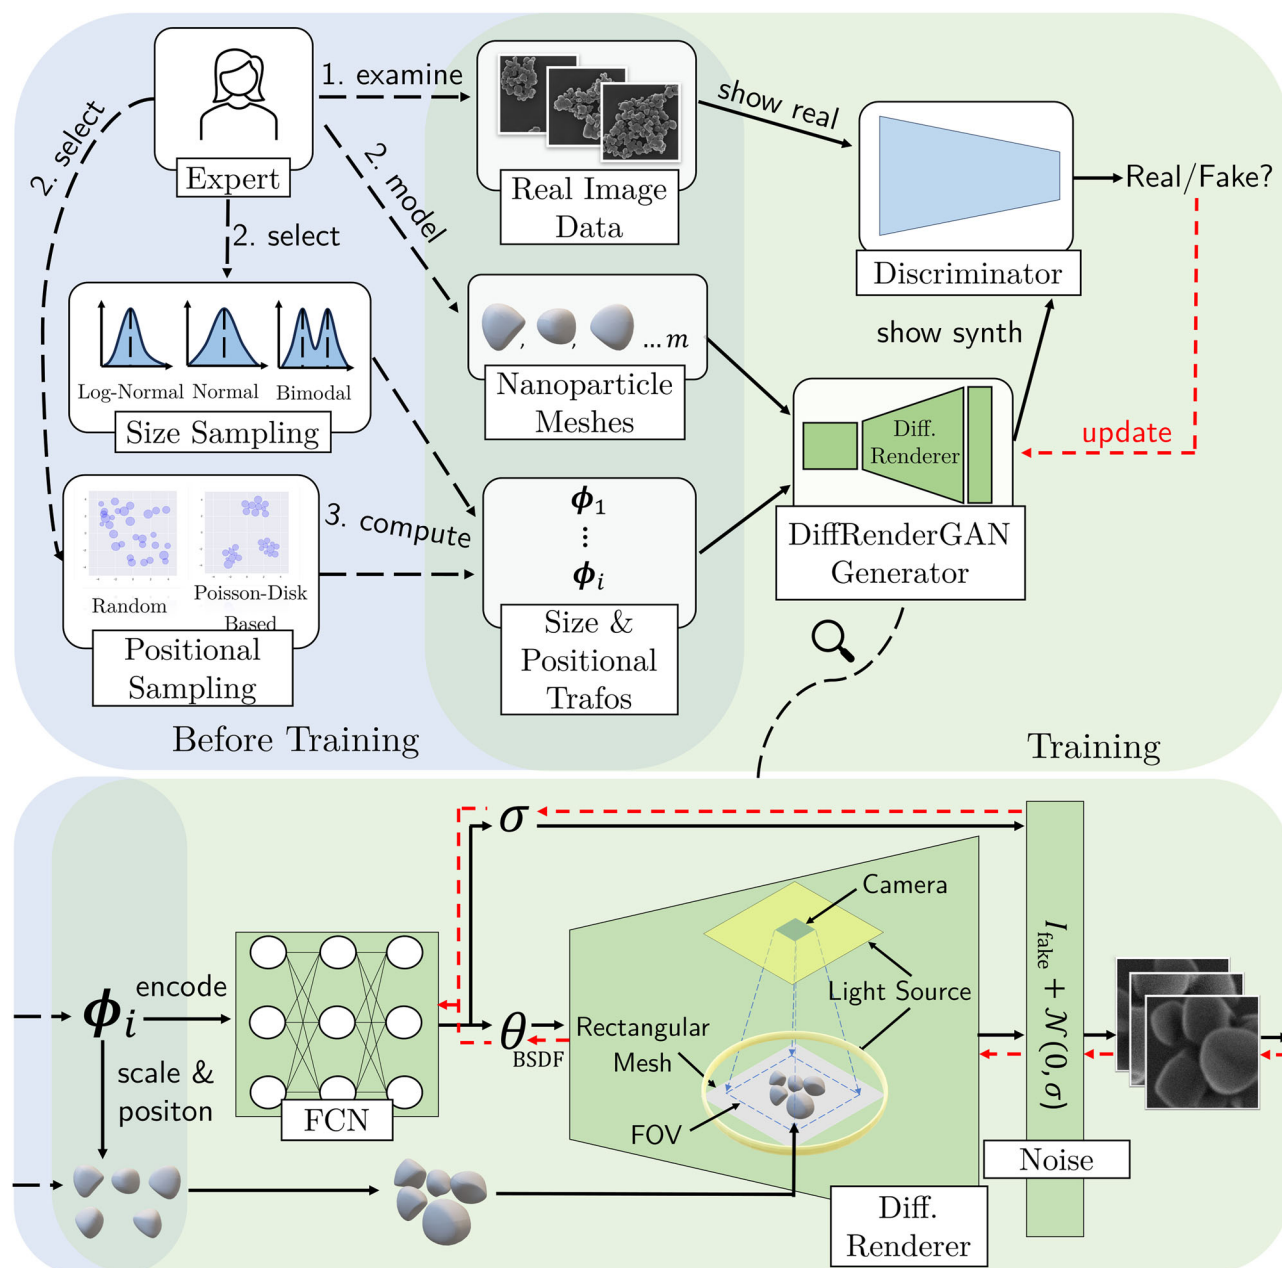 1. examine
2. select
2. model
2. select
Expert
Real Image
Data
show real
Real/Fake?
Discriminator
show synth
update
Log-Normal
Normal
Bimodal
Size Sampling
, , ... m
Nanoparticle
Meshes
Diff.
Renderer
DiffRenderGAN
Generator
Random
Poisson-Disk
Based
Positional
Sampling
3. compute
ϕ1
⋮
ϕi
Size &
Positional
Trafos
Before Training
Training
ϕi
encode
scale &
positon
FCN
σ
θ
BSDF
Camera
Light Source
Rectangular
Mesh
FOV
Diff.
Renderer
I fake + N(0, σ)
Noise